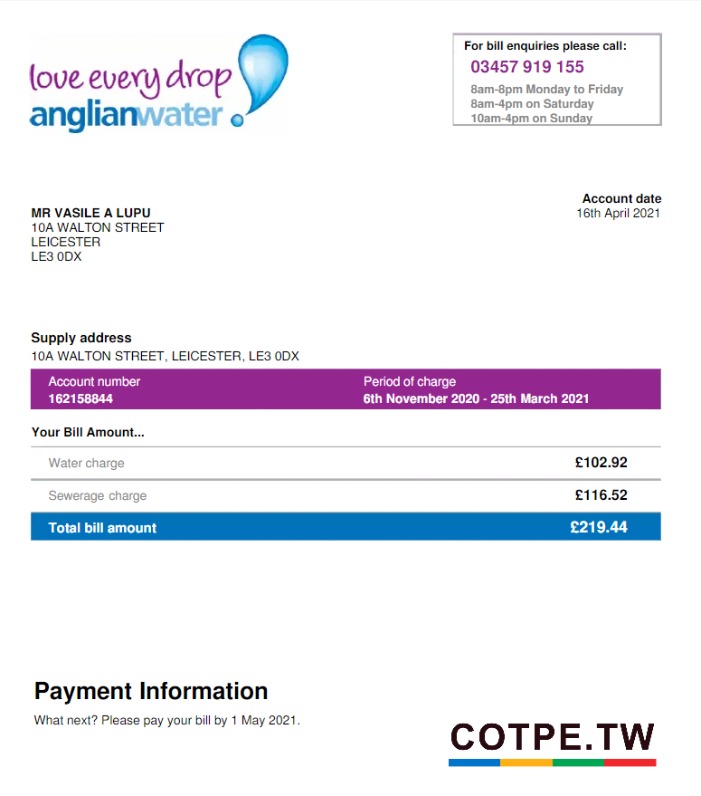 love every drop
anglianwater
For bill enquiries please call:
03457 919 155
8am-8pm Monday to Friday
8am-4pm on Saturday
10am-4pm on Sunday
Account date
16th April 2021
MR VASILE A LUPU
10A WALTON STREET
LEICESTER
LE3 0DX
Supply address
10A WALTON STREET, LEICESTER, LE3 0DX
Account number
162158844
Period of charge
6th November 2020 - 25th March 2021
Your Bill Amount...
Water charge £102.92
Sewerage charge £116.52
Total bill amount £219.44
Payment Information
What next? Please pay your bill by 1 May 2021.
COTPE.TW